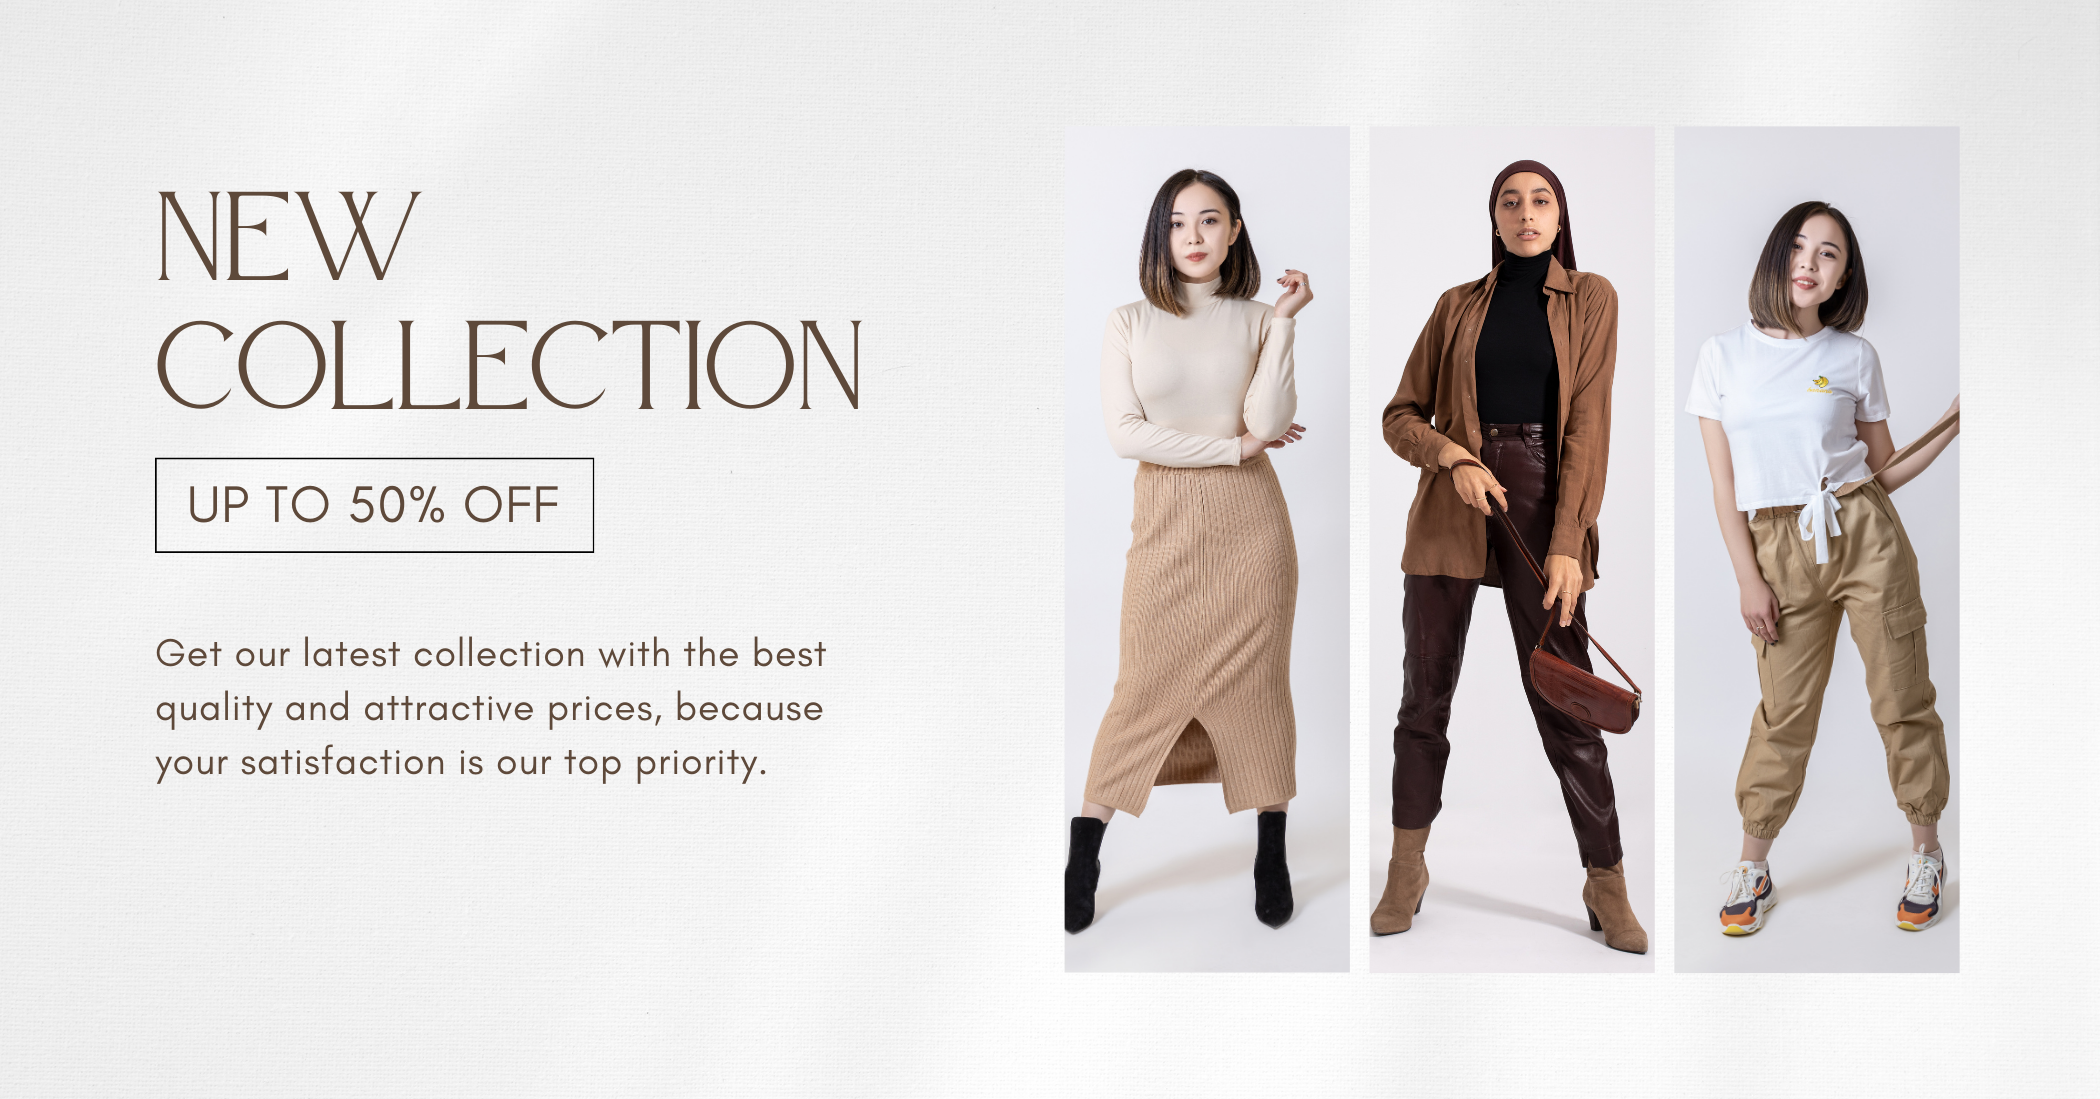 NEW
COLLECTION
UP TO 50% OFF
Get our latest collection with the best
quality and attractive prices, because
your satisfaction is our top priority.